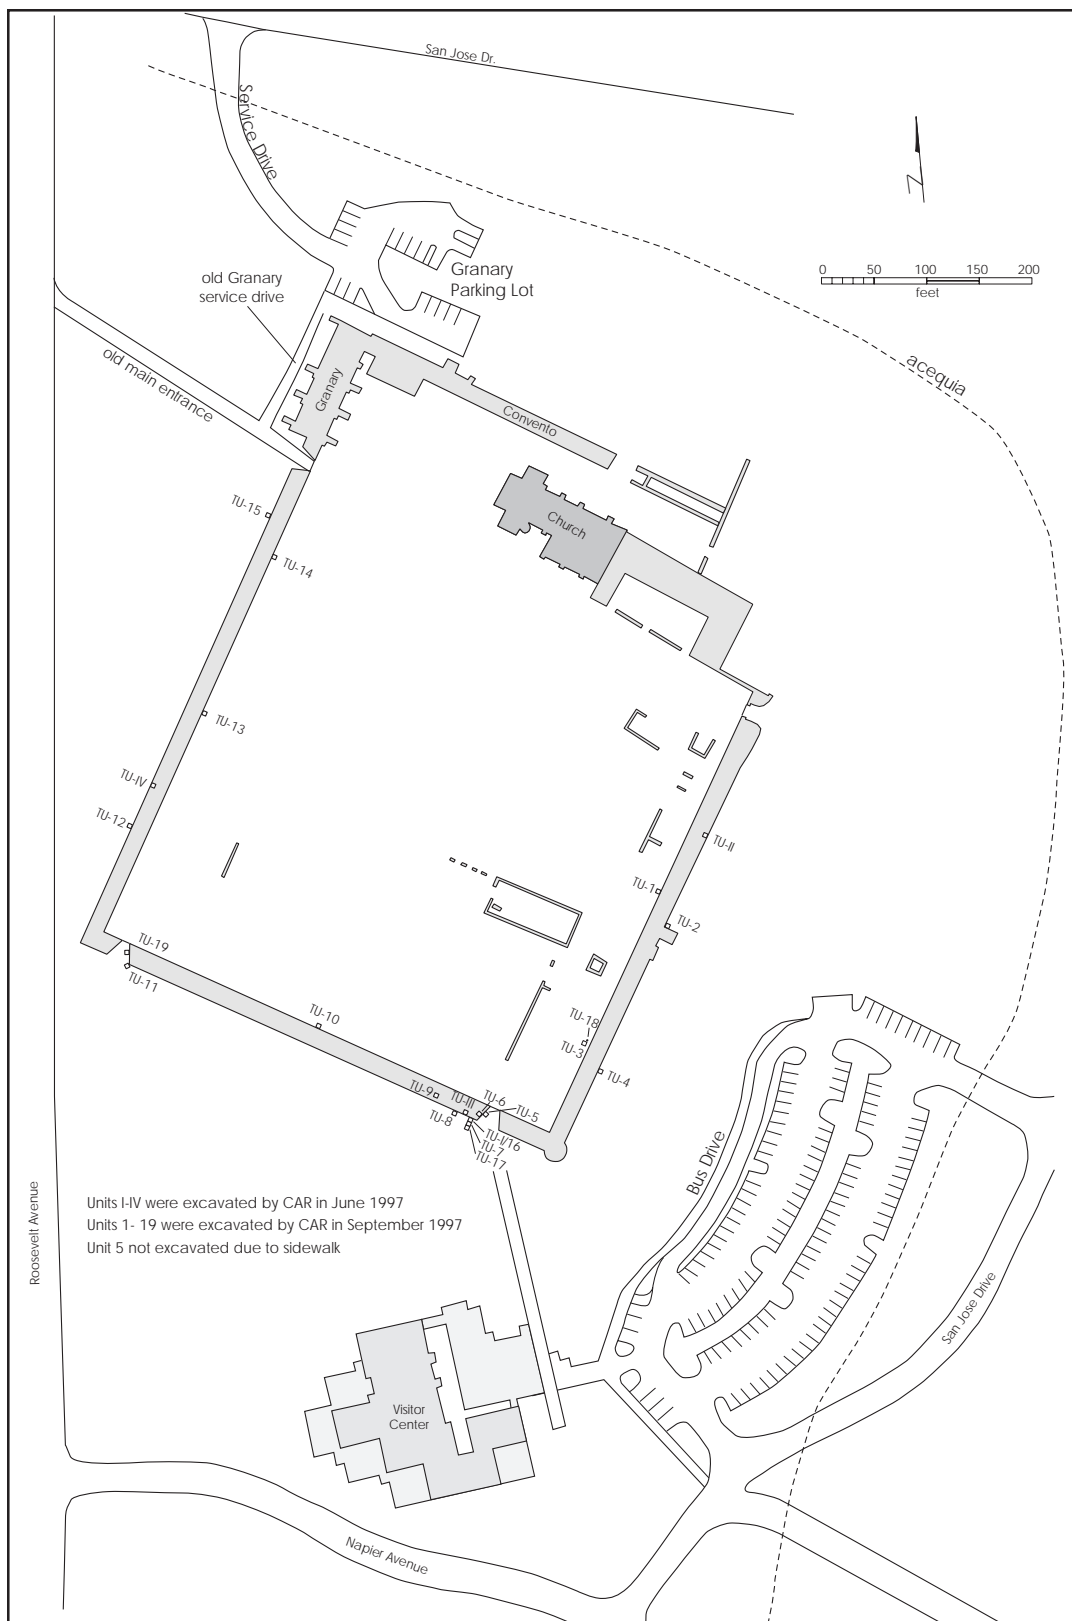 San Jose Dr.
Service Drive
N
0 50 100 150 200
feet
Granary
Parking Lot
old Granary
service drive
acequia
old main entrance
Granary
Convento
Church
TU-15
TU-14
TU-13
TU-IV
TU-12
TU-II
TU-1
TU-2
TU-19
TU-11
TU-10
TU-18
TU-3
TU-4
TU-9
TU-III
TU-6
TU-5
TU-8
TU-I/16
TU-7
TU-17
Bus Drive
Roosevelt Avenue
Units I-IV were excavated by CAR in June 1997
Units 1- 19 were excavated by CAR in September 1997
Unit 5 not excavated due to sidewalk
San Jose Drive
Visitor
Center
Napier Avenue